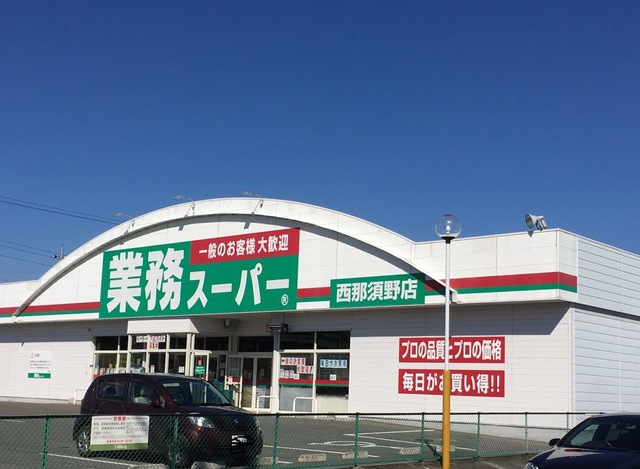 一般のお客様 大歓迎
業務スーパー®
西那須野店
プロの品質とプロの価格
毎日がお買い得!!